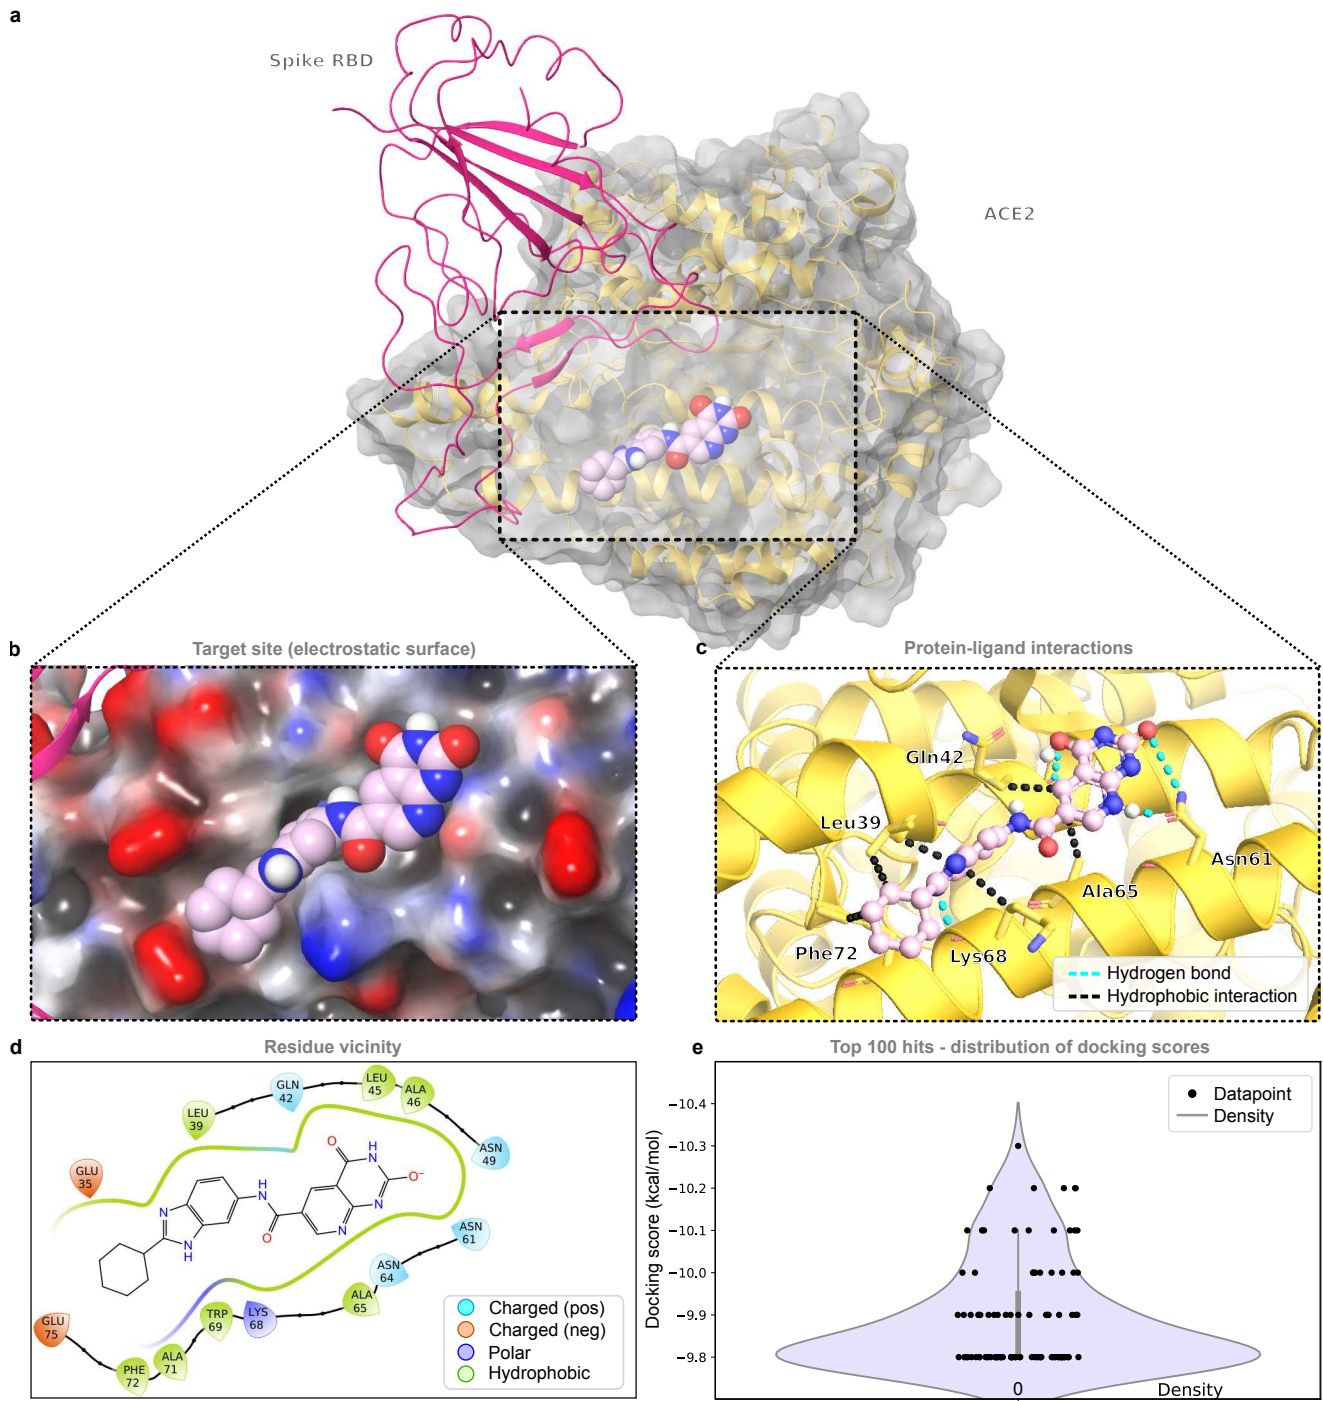 a
Spike RBD
ACE2
b
Target site (electrostatic surface)
c
Protein-ligand interactions
Gln42
Leu39
Asn61
Ala65
Phe72
Lys68
Hydrogen bond
Hydrophobic interaction
d
Residue vicinity
LEU
45
GLN
42
ALA
46
LEU
39
ASN
49
GLU
35
O
NH
H
N
N
O⁻
N
O
N
N
H
ASN
61
ASN
64
ALA
65
TRP
69
LYS
68
GLU
75
ALA
71
PHE
72
Charged (pos)
Charged (neg)
Polar
Hydrophobic
e
Top 100 hits - distribution of docking scores
Datapoint
Density
−10.4
−10.3
−10.2
−10.1
−10.0
−9.9
−9.8
Docking score (kcal/mol)
0
Density